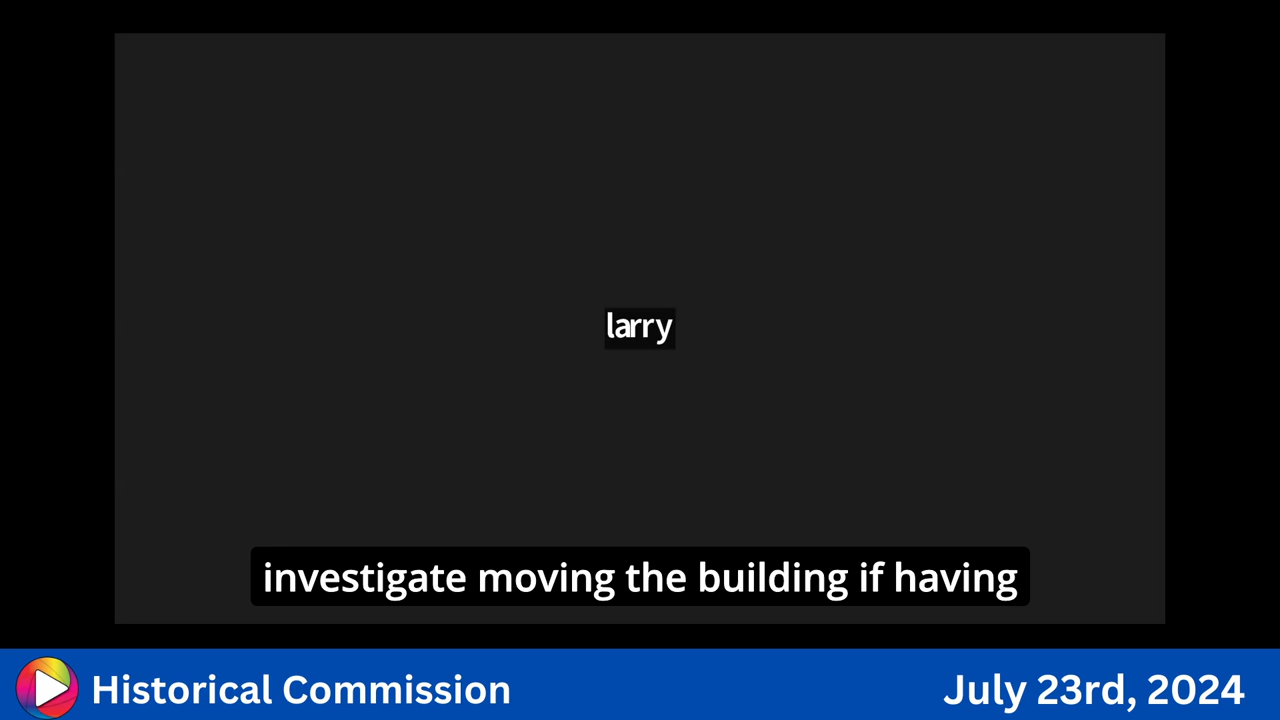 larry
investigate moving the building if having
Historical Commission
July 23rd, 2024